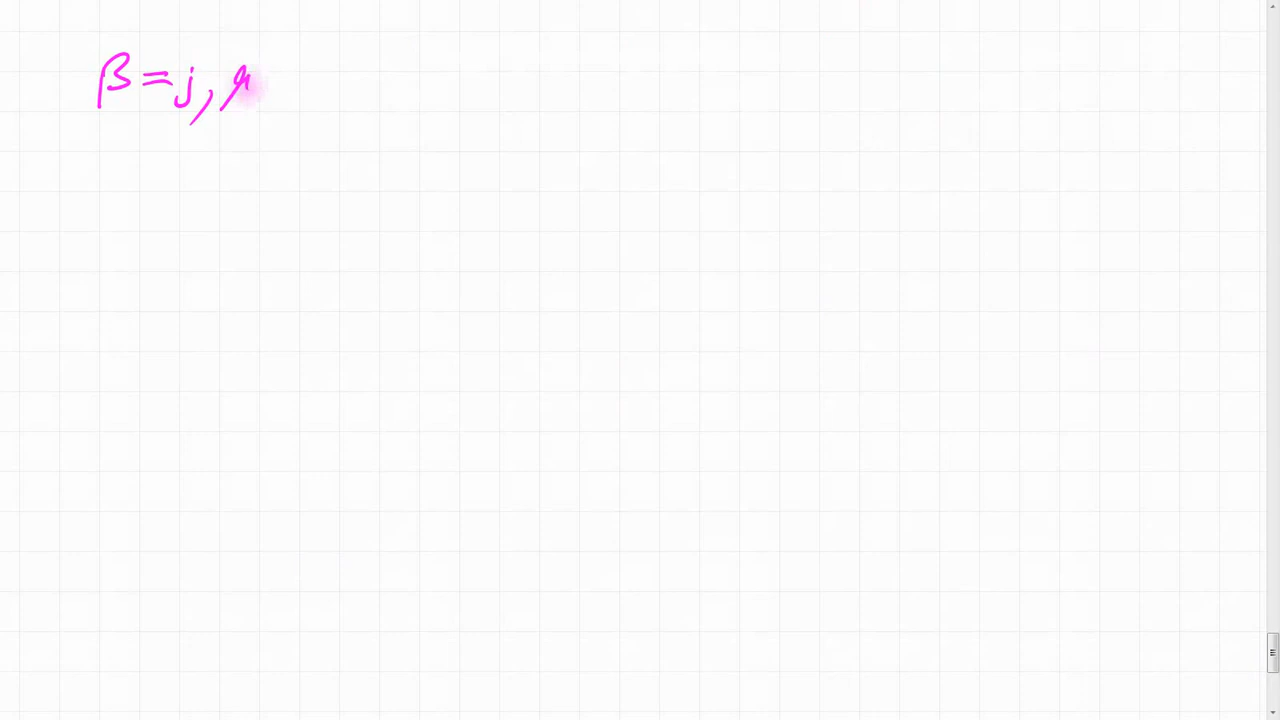 β = j,